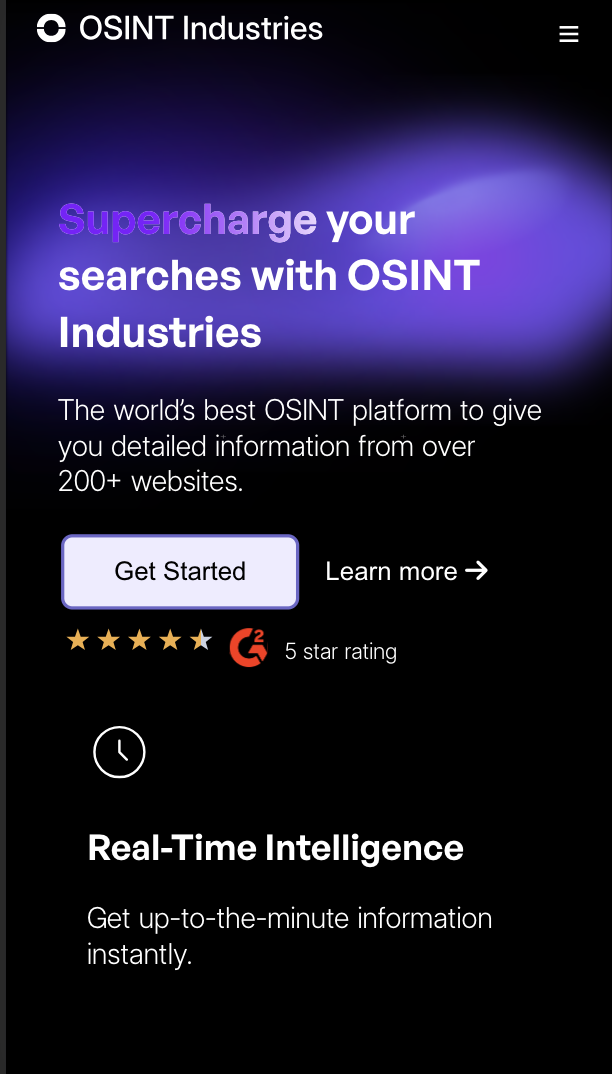 OSINT Industries
Supercharge your
searches with OSINT
Industries
The world's best OSINT platform to give
you detailed information from over
200+ websites.
Get Started
Learn more →
G2
5 star rating
Real-Time Intelligence
Get up-to-the-minute information
instantly.